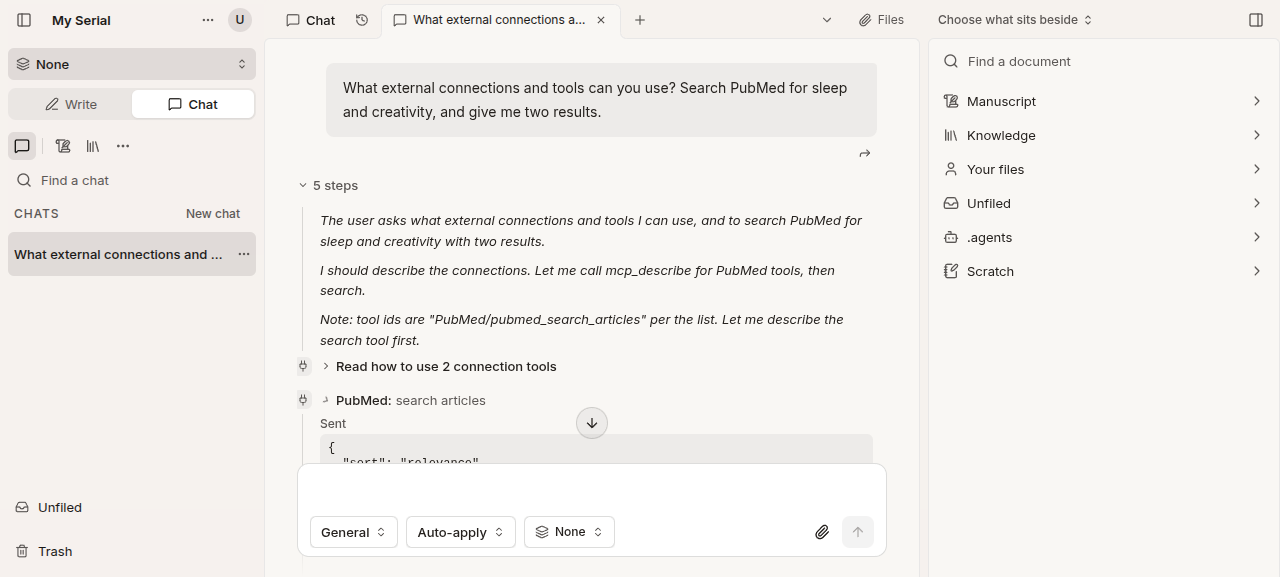 My Serial
U
None
Write
Chat
Find a chat
CHATS
New chat
What external connections and ...
Unfiled
Trash
Chat
What external connections a...
Files
What external connections and tools can you use? Search PubMed for sleep
and creativity, and give me two results.
5 steps
The user asks what external connections and tools I can use, and to search PubMed for
sleep and creativity with two results.
I should describe the connections. Let me call mcp_describe for PubMed tools, then
search.
Note: tool ids are "PubMed/pubmed_search_articles" per the list. Let me describe the
search tool first.
Read how to use 2 connection tools
PubMed: search articles
Sent
{
"sort": "relevance"
General
Auto-apply
None
Choose what sits beside
Find a document
Manuscript
Knowledge
Your files
Unfiled
.agents
Scratch